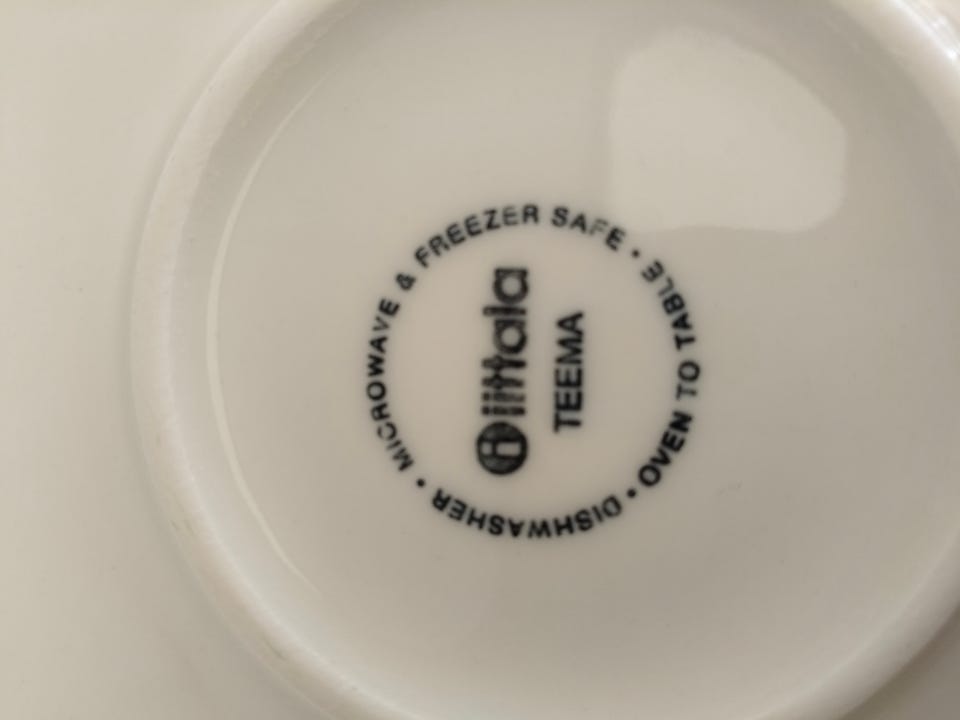 iittala
TEEMA
OVEN TO TABLE • DISHWASHER • MICROWAVE & FREEZER SAFE •